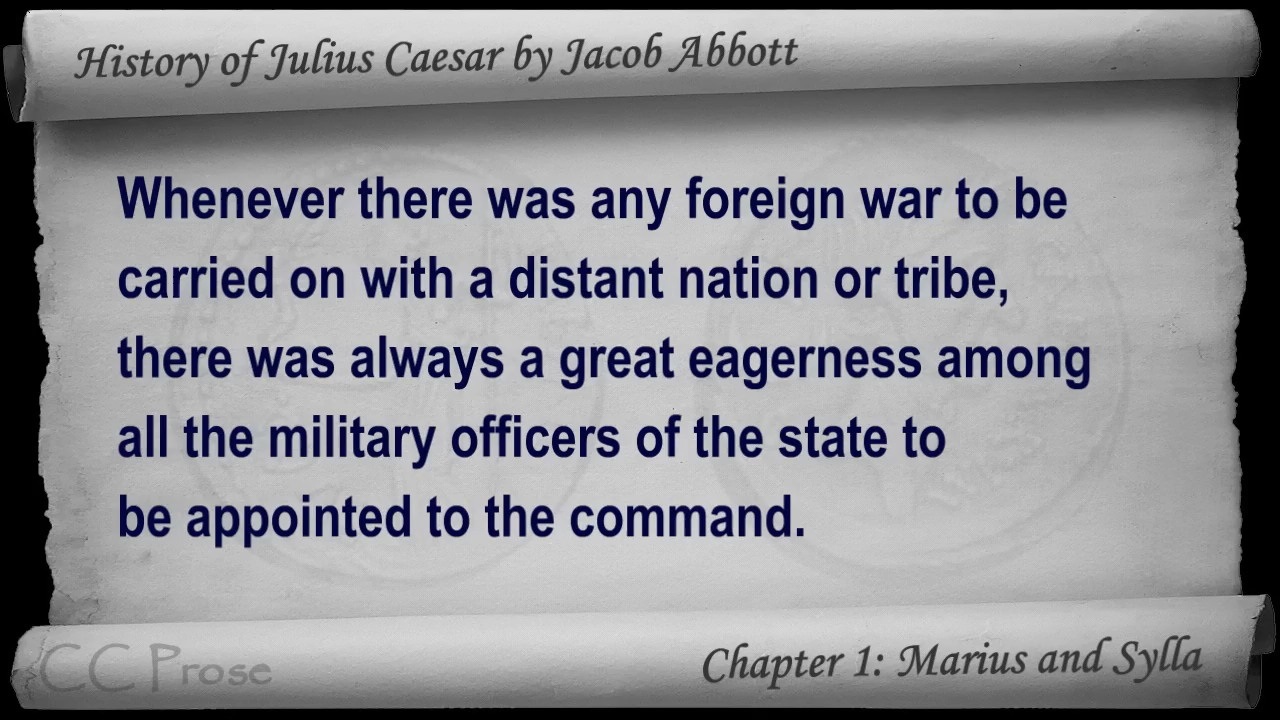 History of Julius Caesar by Jacob Abbott
Whenever there was any foreign war to be
carried on with a distant nation or tribe,
there was always a great eagerness among
all the military officers of the state to
be appointed to the command.
CC Prose
Chapter 1: Marius and Sylla